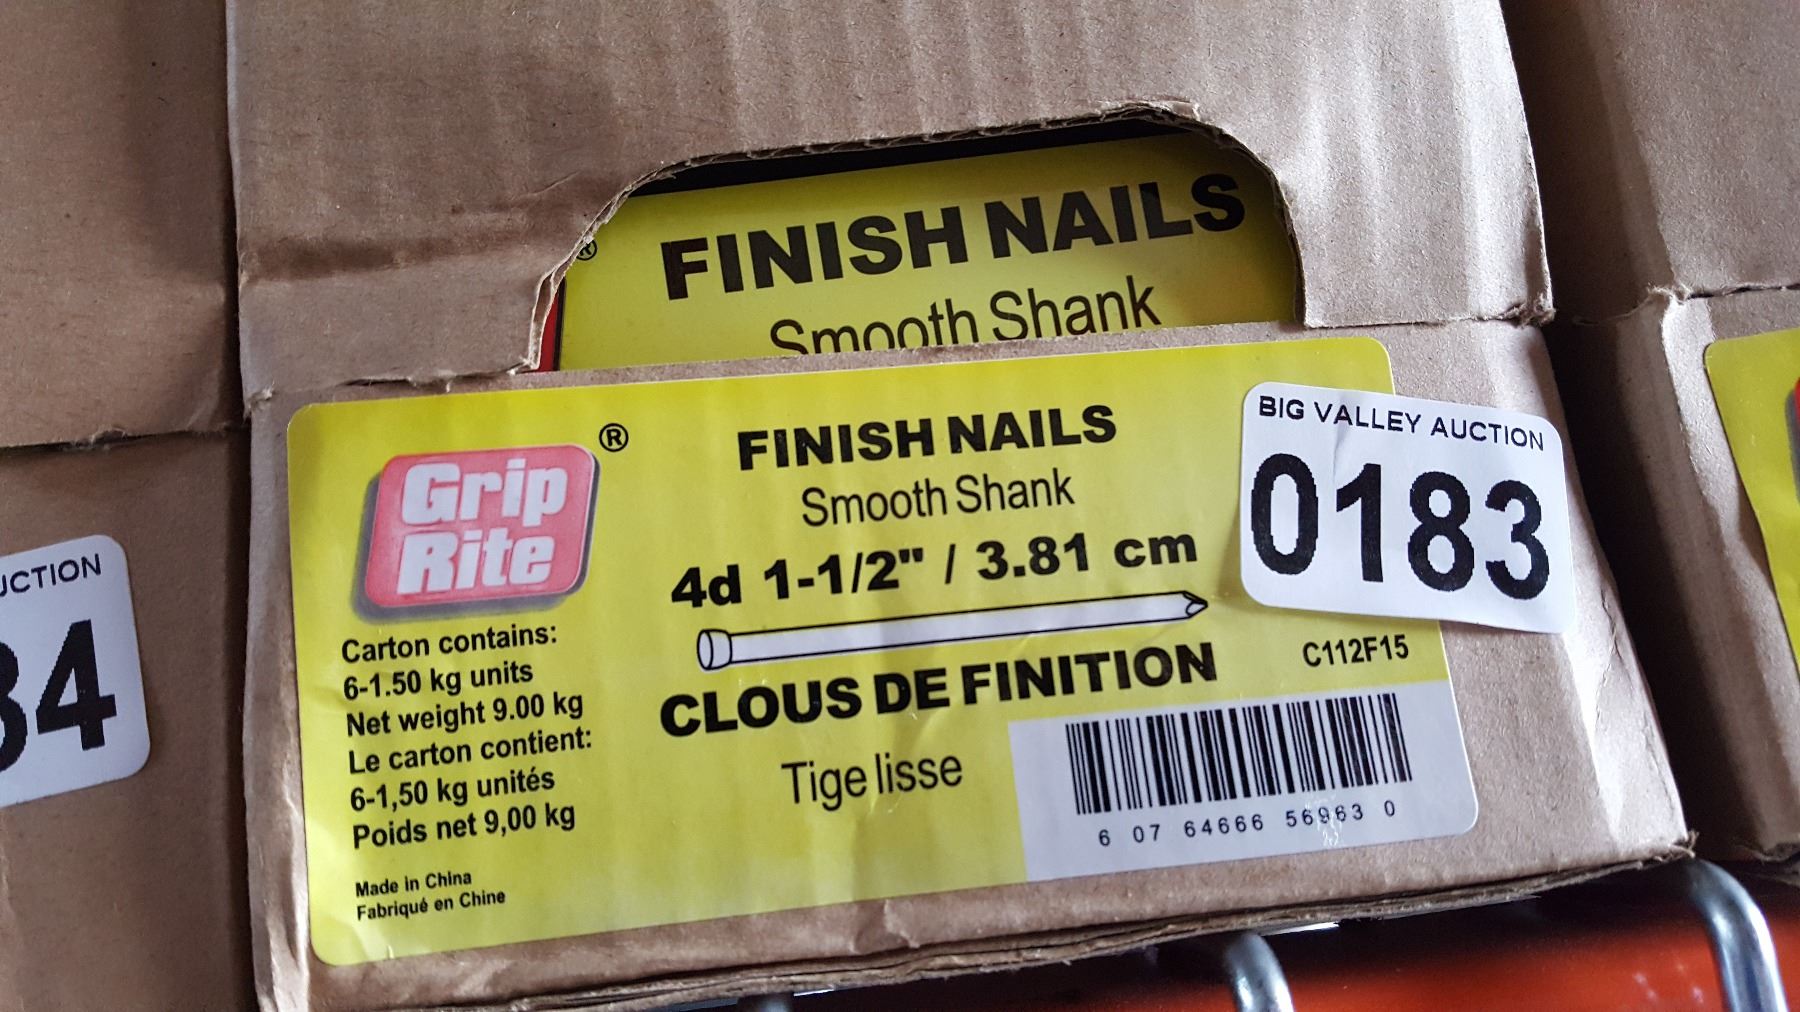 ®
FINISH NAILS
Smooth Shank
Grip
Rite
®
FINISH NAILS
Smooth Shank
4d 1-1/2" / 3.81 cm
CLOUS DE FINITION
Tige lisse
Carton contains:
6-1.50 kg units
Net weight 9.00 kg
Le carton contient:
6-1,50 kg unités
Poids net 9,00 kg
Made in China
Fabriqué en Chine
BIG VALLEY AUCTION
0183
C112F15
6 07 64666 56963 0
84